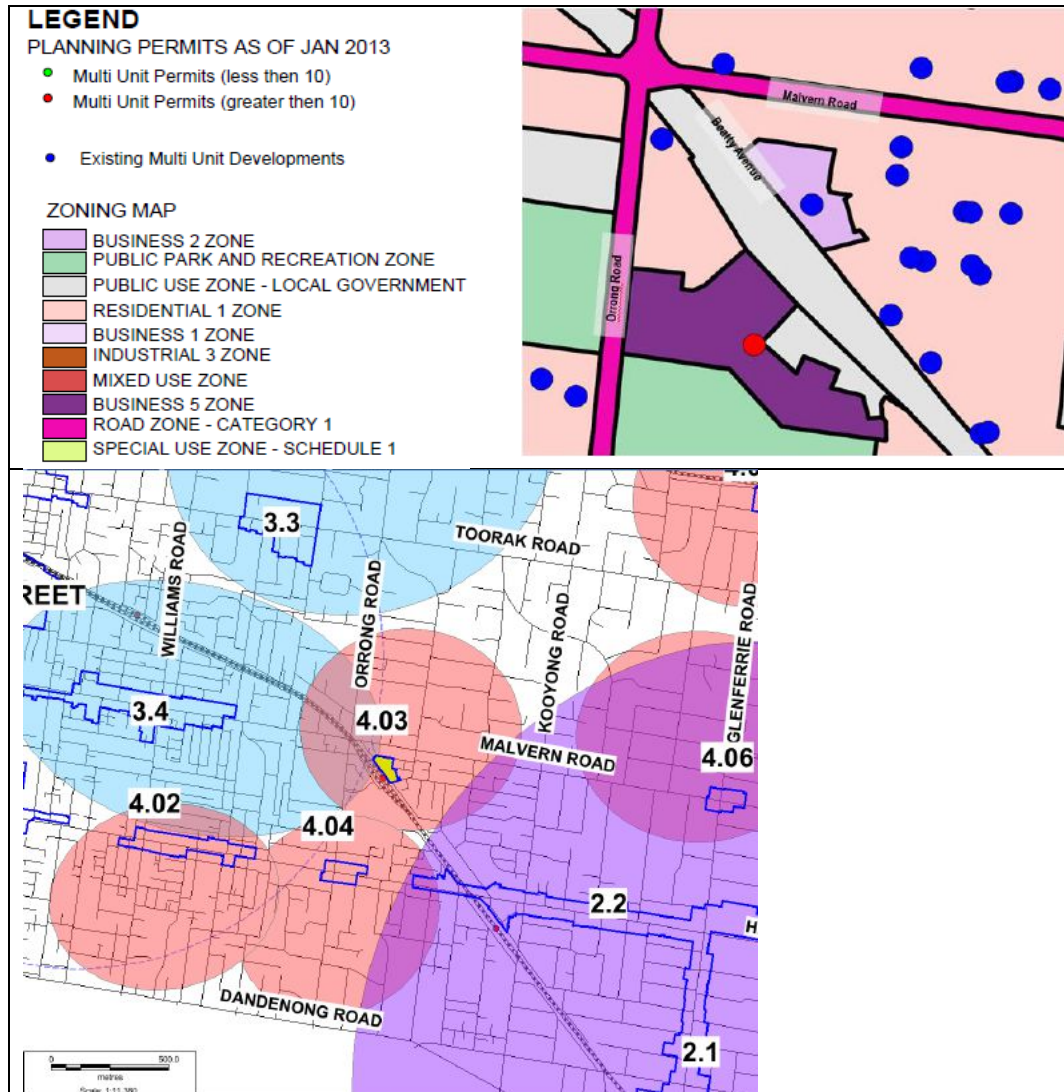 LEGEND
PLANNING PERMITS AS OF JAN 2013
Multi Unit Permits (less then 10)
Multi Unit Permits (greater then 10)
Existing Multi Unit Developments
ZONING MAP
BUSINESS 2 ZONE
PUBLIC PARK AND RECREATION ZONE
PUBLIC USE ZONE - LOCAL GOVERNMENT
RESIDENTIAL 1 ZONE
BUSINESS 1 ZONE
INDUSTRIAL 3 ZONE
MIXED USE ZONE
BUSINESS 5 ZONE
ROAD ZONE - CATEGORY 1
SPECIAL USE ZONE - SCHEDULE 1
Malvern Road
Beatty Avenue
Orrong Road
3.3
TOORAK ROAD
WILLIAMS ROAD
REET
ORRONG ROAD
KOOYONG ROAD
GLENFERRIE ROAD
3.4
4.03
MALVERN ROAD
4.06
4.02
4.04
2.2
H
DANDENONG ROAD
2.1
0
500.0
metres